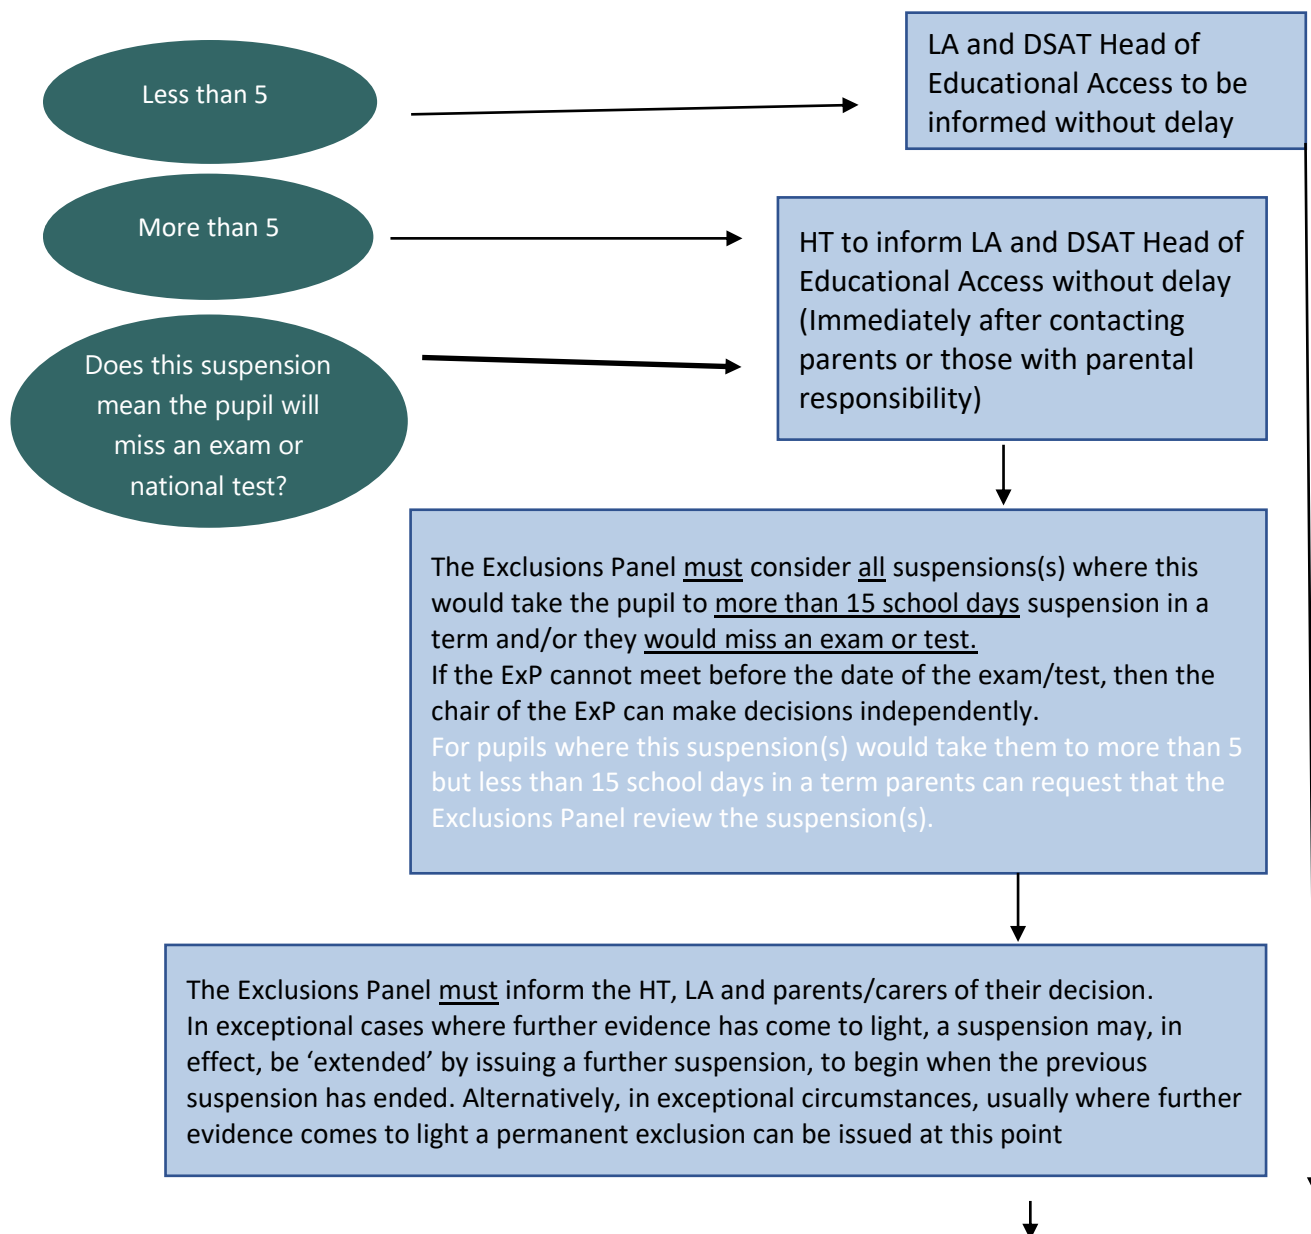 Less than 5
LA and DSAT Head of
Educational Access to be
informed without delay
More than 5
HT to inform LA and DSAT Head of
Educational Access without delay
(Immediately after contacting
parents or those with parental
responsibility)
Does this suspension
mean the pupil will
miss an exam or
national test?
The Exclusions Panel must consider all suspensions(s) where this
would take the pupil to more than 15 school days suspension in a
term and/or they would miss an exam or test.
If the ExP cannot meet before the date of the exam/test, then the
chair of the ExP can make decisions independently.
For pupils where this suspension(s) would take them to more than 5
but less than 15 school days in a term parents can request that the
Exclusions Panel review the suspension(s).
The Exclusions Panel must inform the HT, LA and parents/carers of their decision.
In exceptional cases where further evidence has come to light, a suspension may, in
effect, be ‘extended’ by issuing a further suspension, to begin when the previous
suspension has ended. Alternatively, in exceptional circumstances, usually where further
evidence comes to light a permanent exclusion can be issued at this point